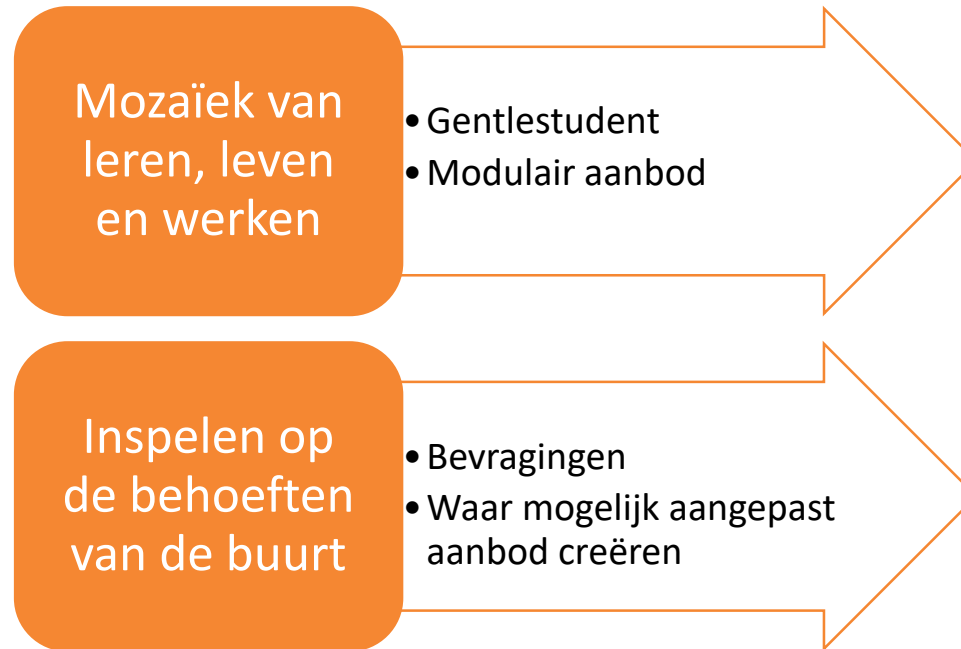 Mozaïek van
leren, leven
en werken
• Gentlestudent
• Modulair aanbod
Inspelen op
de behoeften
van de buurt
• Bevragingen
• Waar mogelijk aangepast
aanbod creëren